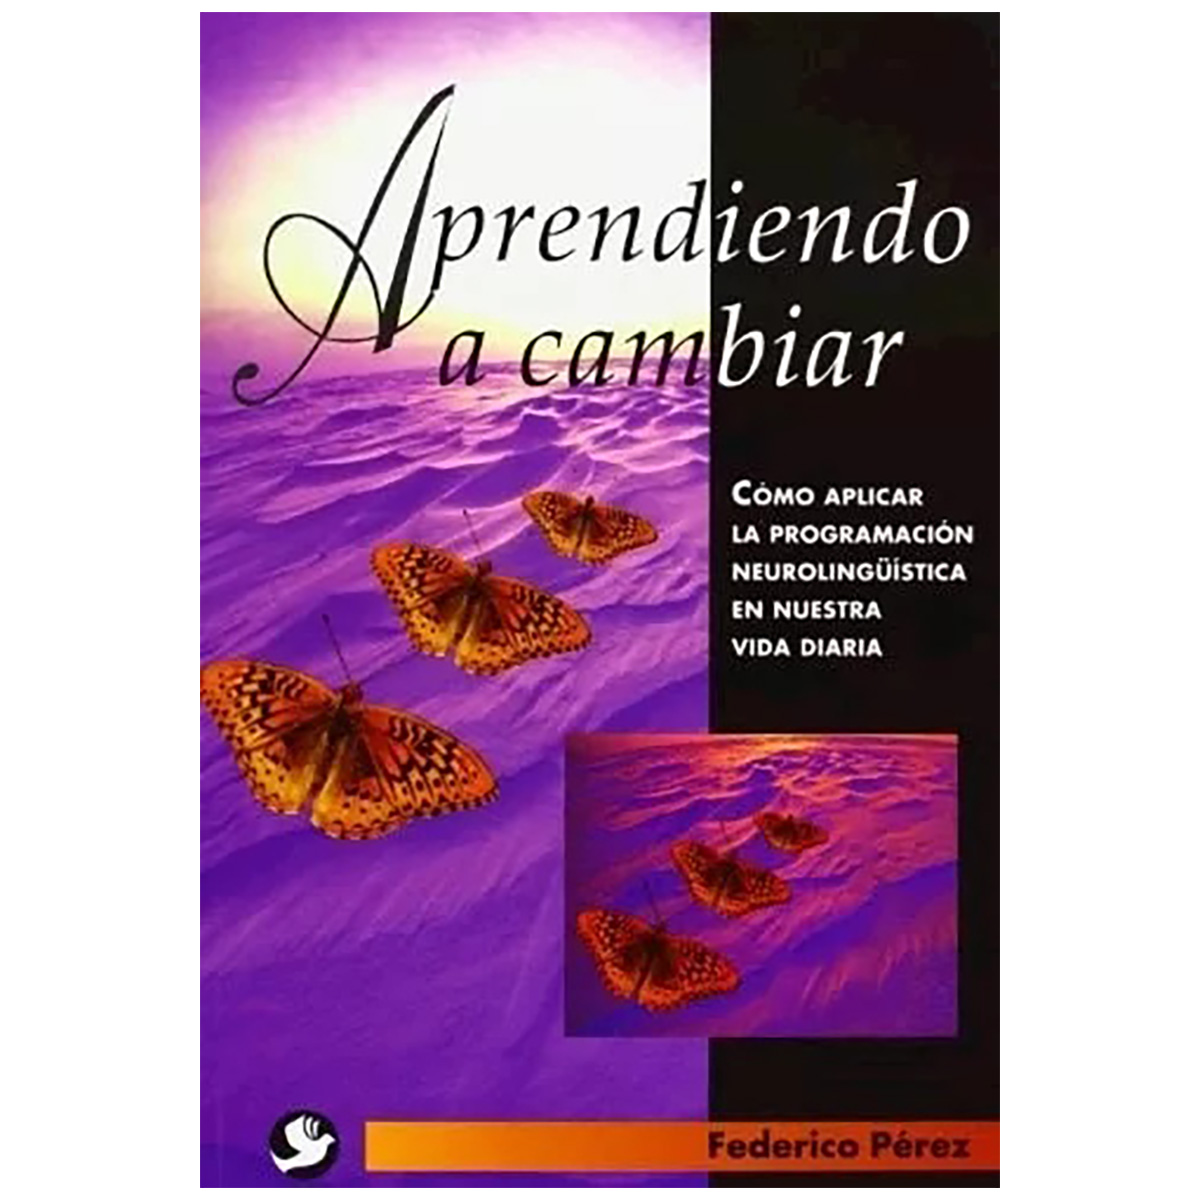 Aprendiendo
a cambiar
CÓMO APLICAR
LA PROGRAMACIÓN
NEUROLINGÜÍSTICA
EN NUESTRA
VIDA DIARIA
Federico Pérez